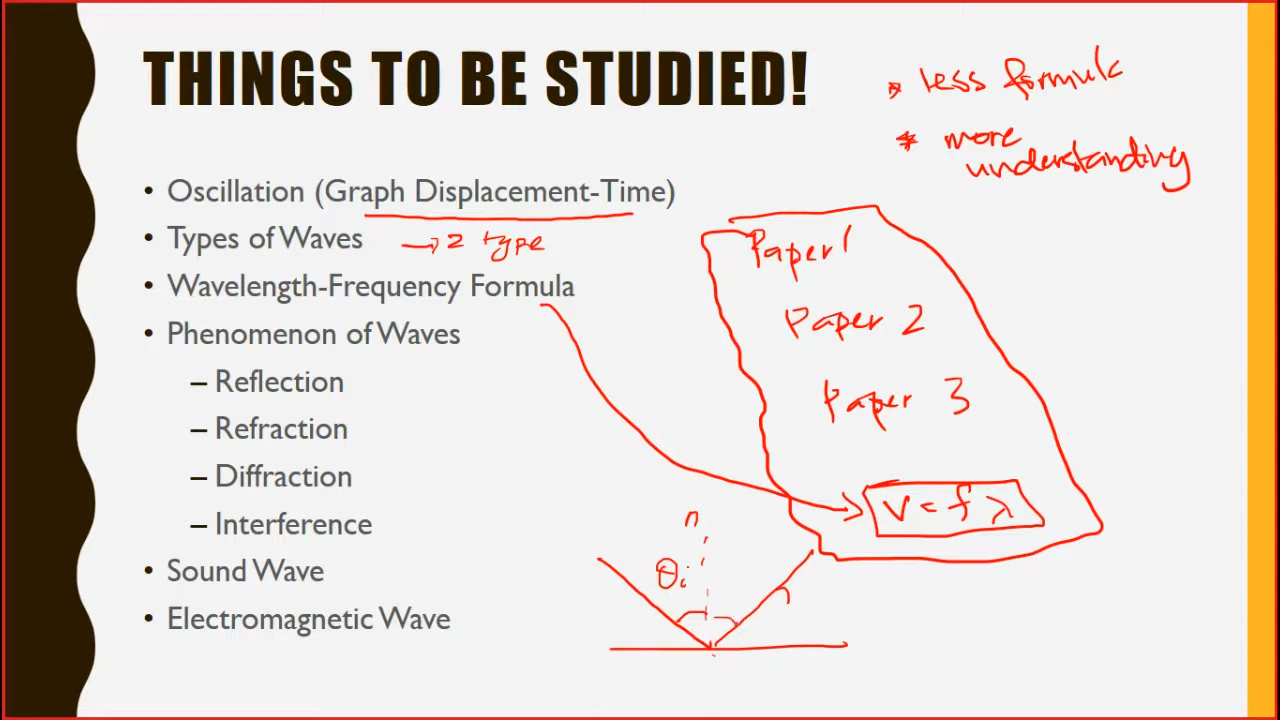 THINGS TO BE STUDIED!
* less formula
* more
understanding
• Oscillation (Graph Displacement-Time)
• Types of Waves → 2 type
• Wavelength-Frequency Formula
• Phenomenon of Waves
– Reflection
– Refraction
– Diffraction
– Interference
• Sound Wave
• Electromagnetic Wave
Paper 1
Paper 2
Paper 3
v = f λ
n
θi